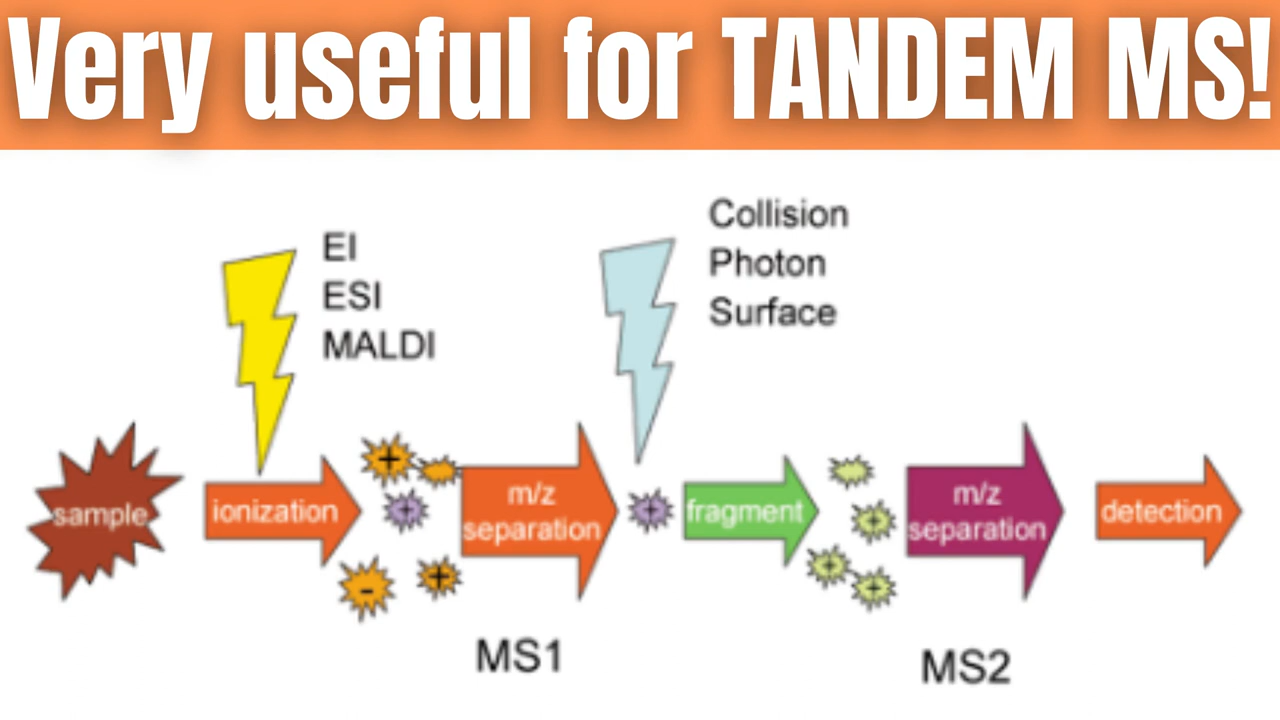 Very useful for TANDEM MS!
EI
ESI
MALDI
Collision
Photon
Surface
sample
ionization
+
+
-
+
m/z
separation
+
fragment
+
+
+
m/z
separation
detection
MS1
MS2